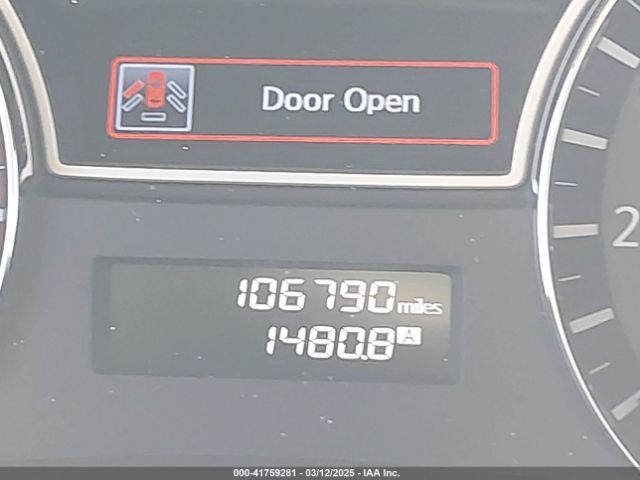 Door Open
2
106790 miles
1480.8 A
000-41759281 - 03/12/2025 - IAA Inc.